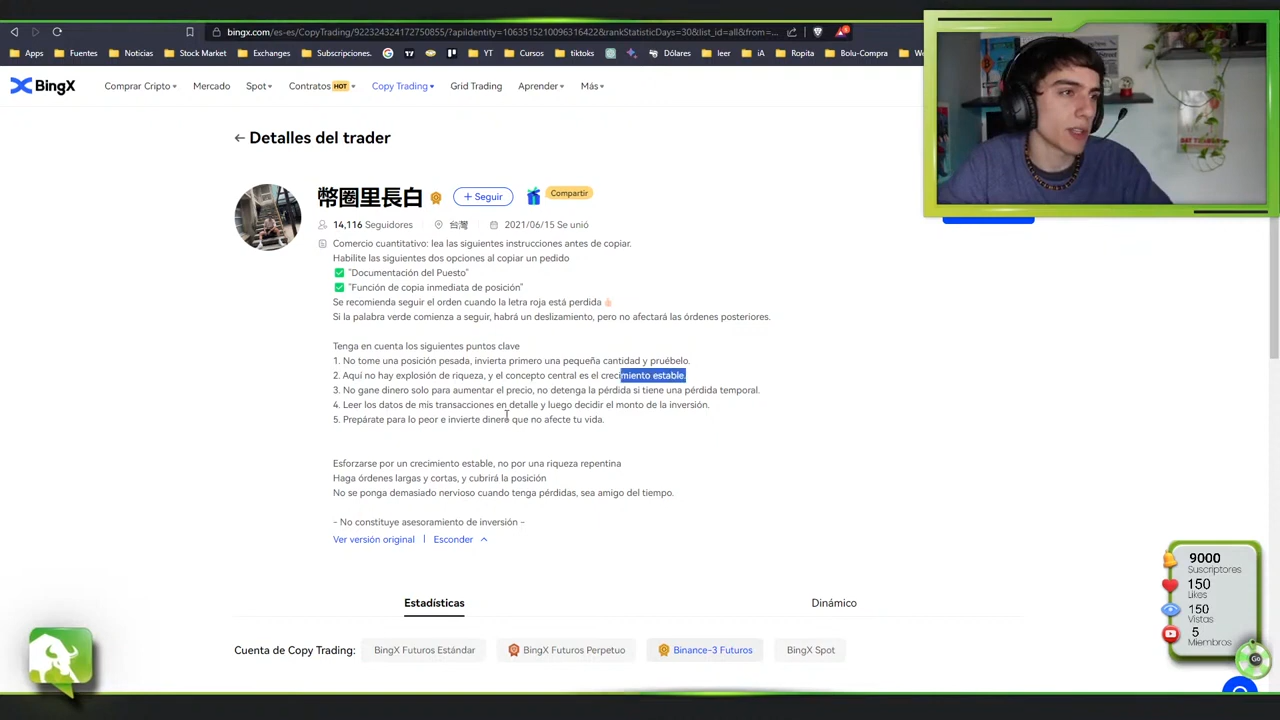 bingx.com/es-es/CopyTrading/922324324172750855/?apiIdentity=1063515210096316422&rankStatisticDays=30&list_id=all&from=...
Apps Fuentes Noticias Stock Market Exchanges Subscripciones. YT Cursos tiktoks Dólares leer iA Ropita Bolu-Compra
BingX Comprar Cripto Mercado Spot Contratos HOT Copy Trading Grid Trading Aprender Más
← Detalles del trader
幣圈里長白 + Seguir Compartir
14,116 Seguidores 台灣 2021/06/15 Se unió
Comercio cuantitativo: lea las siguientes instrucciones antes de copiar.
Habilite las siguientes dos opciones al copiar un pedido
✅ "Documentación del Puesto"
✅ "Función de copia inmediata de posición"
Se recomienda seguir el orden cuando la letra roja está perdida👍🏻
Si la palabra verde comienza a seguir, habrá un deslizamiento, pero no afectará las órdenes posteriores.
Tenga en cuenta los siguientes puntos clave
1. No tome una posición pesada, invierta primero una pequeña cantidad y pruébelo.
2. Aquí no hay explosión de riqueza, y el concepto central es el crecimiento estable.
3. No gane dinero solo para aumentar el precio, no detenga la pérdida si tiene una pérdida temporal.
4. Leer los datos de mis transacciones en detalle y luego decidir el monto de la inversión.
5. Prepárate para lo peor e invierte dinero que no afecte tu vida.
Esforzarse por un crecimiento estable, no por una riqueza repentina
Haga órdenes largas y cortas, y cubrirá la posición
No se ponga demasiado nervioso cuando tenga pérdidas, sea amigo del tiempo.
- No constituye asesoramiento de inversión -
Ver versión original | Esconder
Estadísticas Dinámico
Cuenta de Copy Trading: BingX Futuros Estándar BingX Futuros Perpetuo Binance-3 Futuros BingX Spot
9000
Suscriptores
150
Likes
150
Vistas
5
Miembros
Go